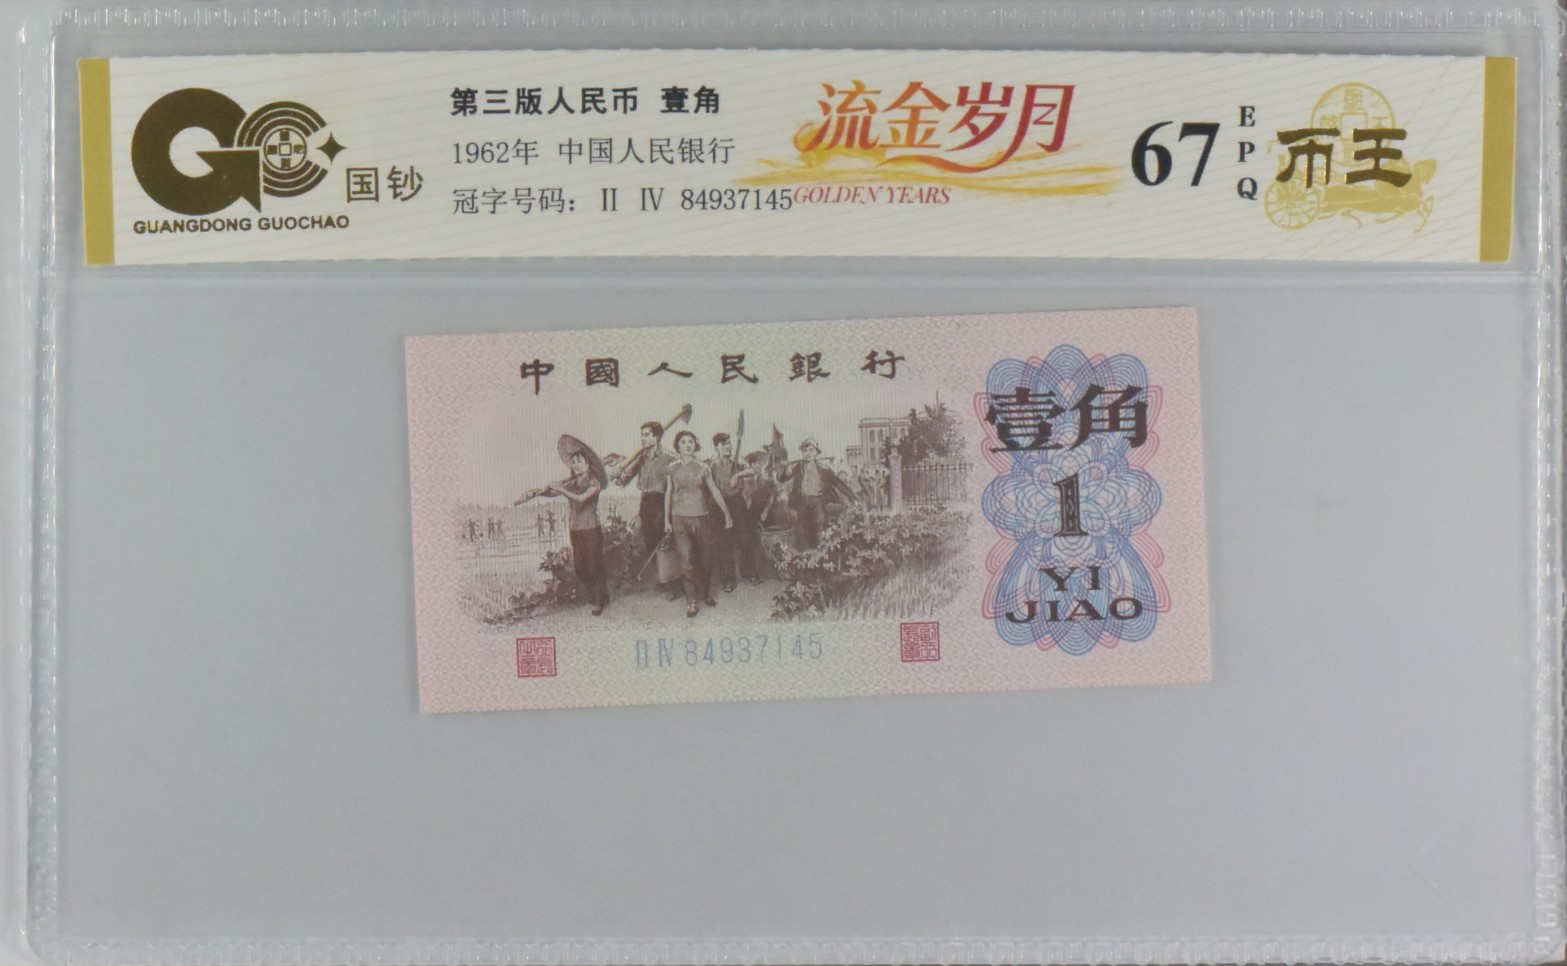 国钞
GUANGDONG GUOCHAO
第三版人民币 壹角
1962年 中国人民银行
冠字号码： II IV 84937145
流金岁月
GOLDEN YEARS
67
EPQ
币王
中國人民銀行
壹角
1
YI
JIAO
II IV 84937145